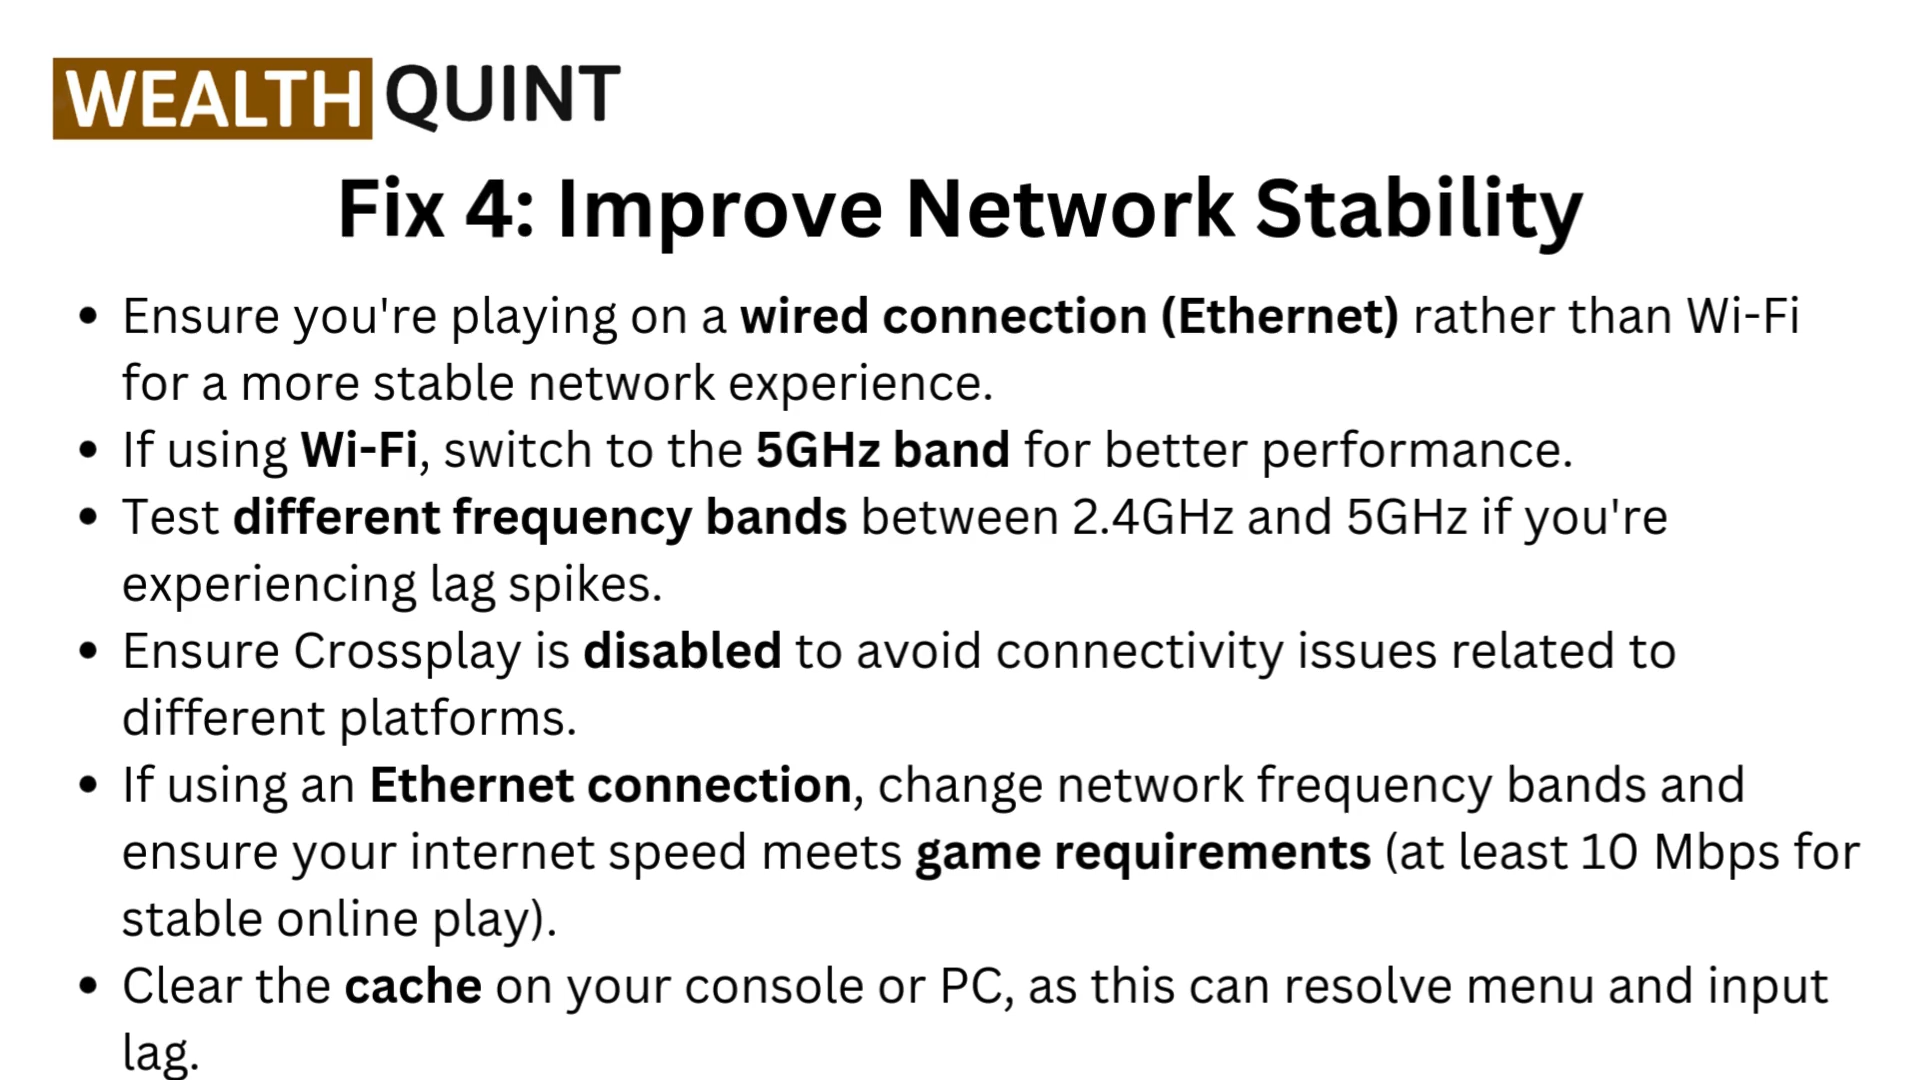 WEALTH QUINT
Fix 4: Improve Network Stability
• Ensure you're playing on a wired connection (Ethernet) rather than Wi-Fi
for a more stable network experience.
• If using Wi-Fi, switch to the 5GHz band for better performance.
• Test different frequency bands between 2.4GHz and 5GHz if you're
experiencing lag spikes.
• Ensure Crossplay is disabled to avoid connectivity issues related to
different platforms.
• If using an Ethernet connection, change network frequency bands and
ensure your internet speed meets game requirements (at least 10 Mbps for
stable online play).
• Clear the cache on your console or PC, as this can resolve menu and input
lag.